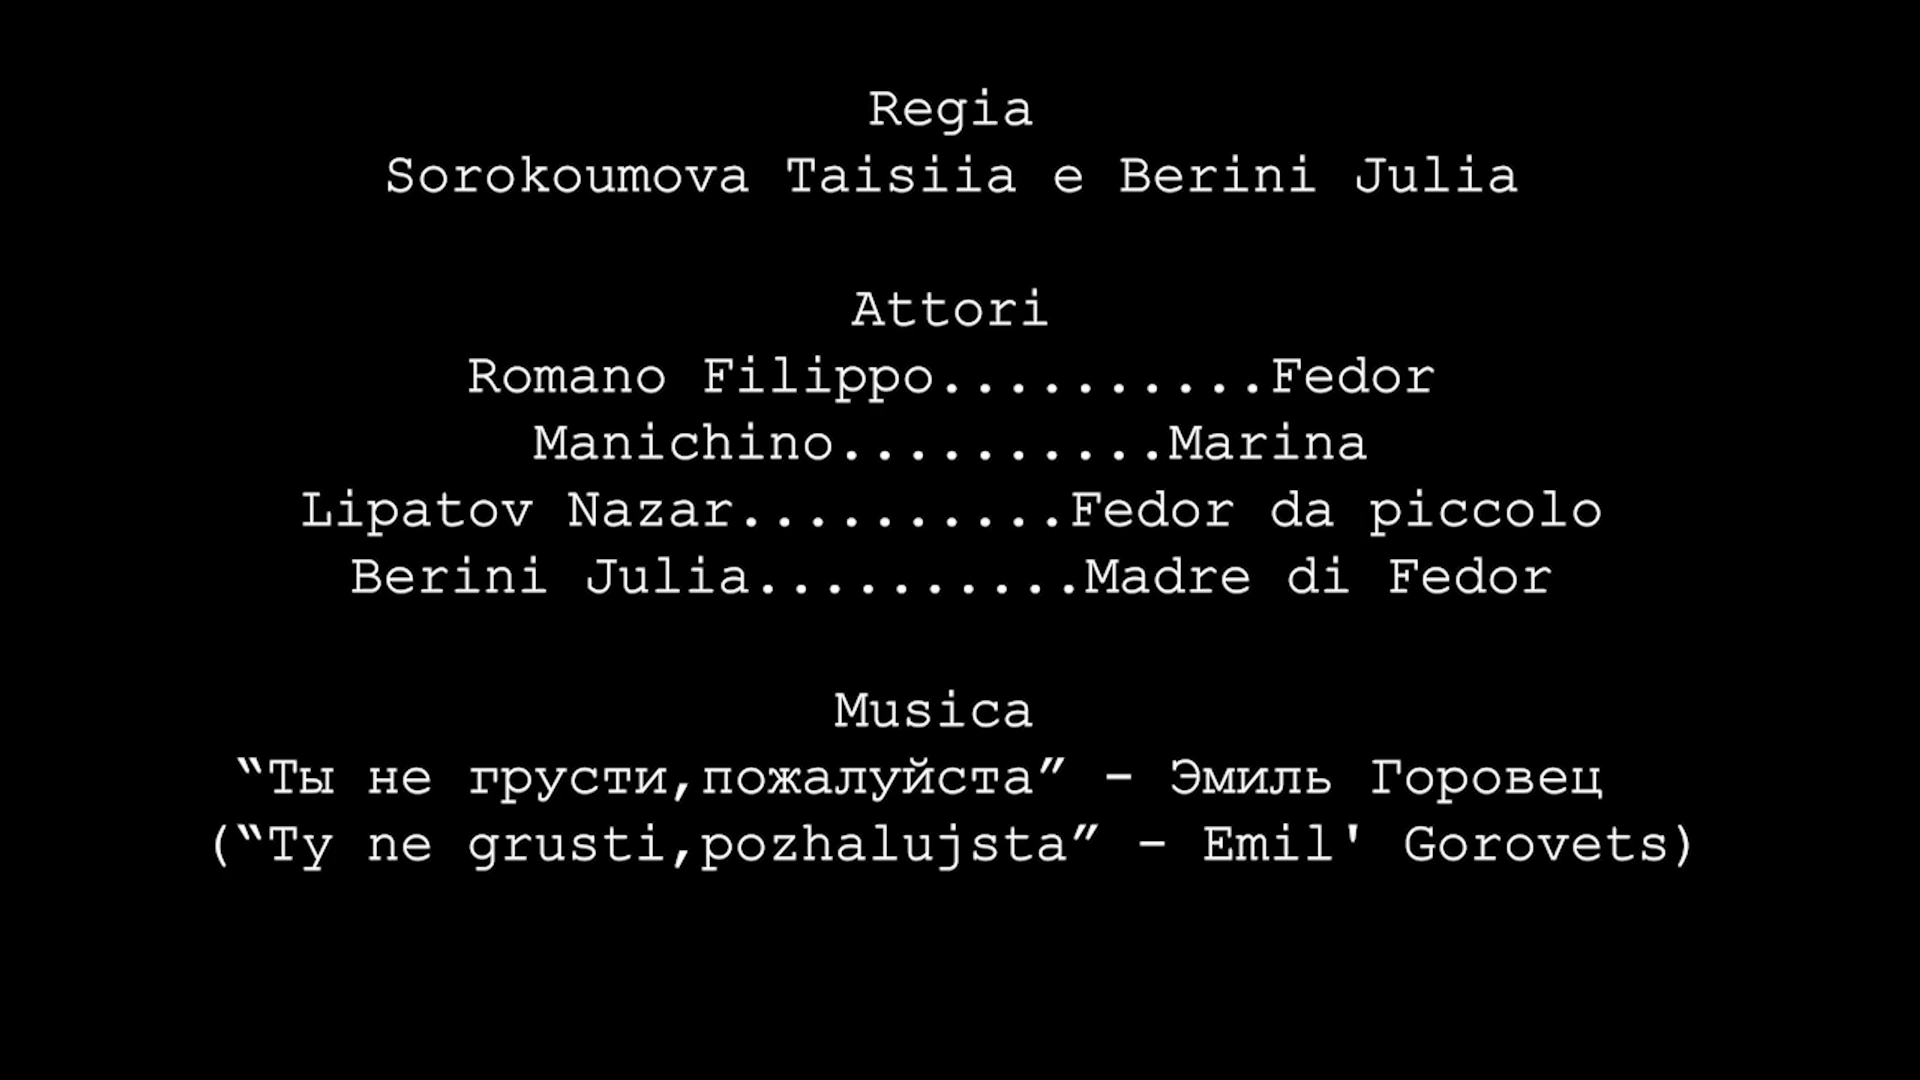 Regia
Sorokoumova Taisiia e Berini Julia
Attori
Romano Filippo..........Fedor
Manichino..........Marina
Lipatov Nazar..........Fedor da piccolo
Berini Julia..........Madre di Fedor
Musica
“Ты не грусти,пожалуйста” - Эмиль Горовец
(“Ty ne grusti,pozhalujsta” - Emil' Gorovets)